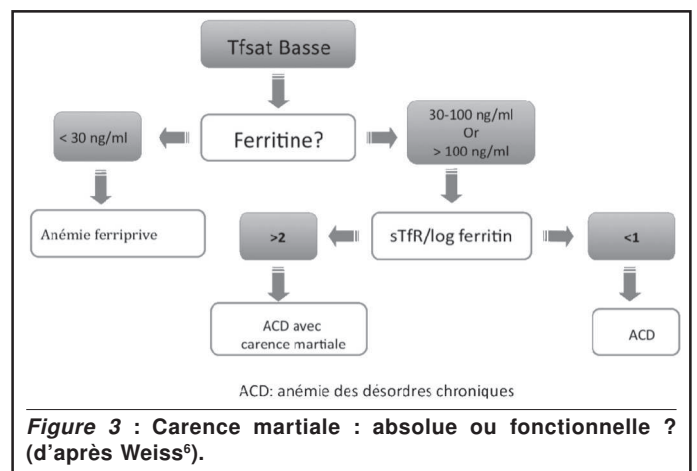 Tfsat Basse
< 30 ng/ml
Ferritine?
30-100 ng/ml
Or
> 100 ng/ml
Anémie ferriprive
>2
sTfR/log ferritin
<1
ACD avec
carence martiale
ACD
ACD: anémie des désordres chroniques
Figure 3 : Carence martiale : absolue ou fonctionnelle ?
(d'après Weiss⁶).